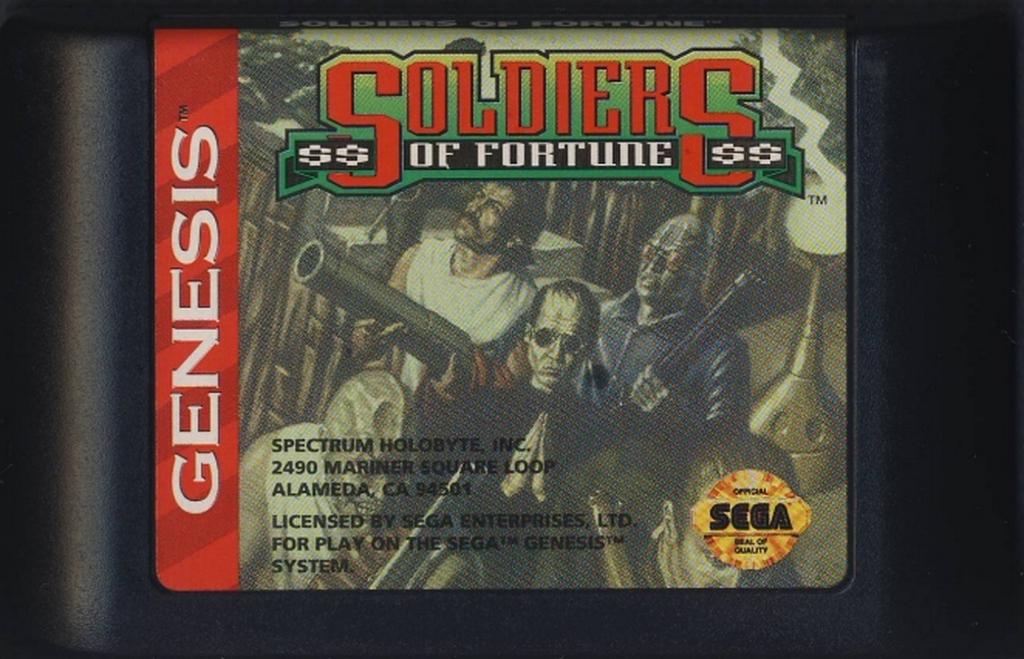 SOLDIERS OF FORTUNE™
GENESIS™
SOLDIERS
$$ OF FORTUNE $$
™
SPECTRUM HOLOBYTE, INC.
2490 MARINER SQUARE LOOP
ALAMEDA, CA 94501
LICENSED BY SEGA ENTERPRISES, LTD.
FOR PLAY ON THE SEGA™ GENESIS™
SYSTEM.
OFFICIAL
SEGA
SEAL OF
QUALITY